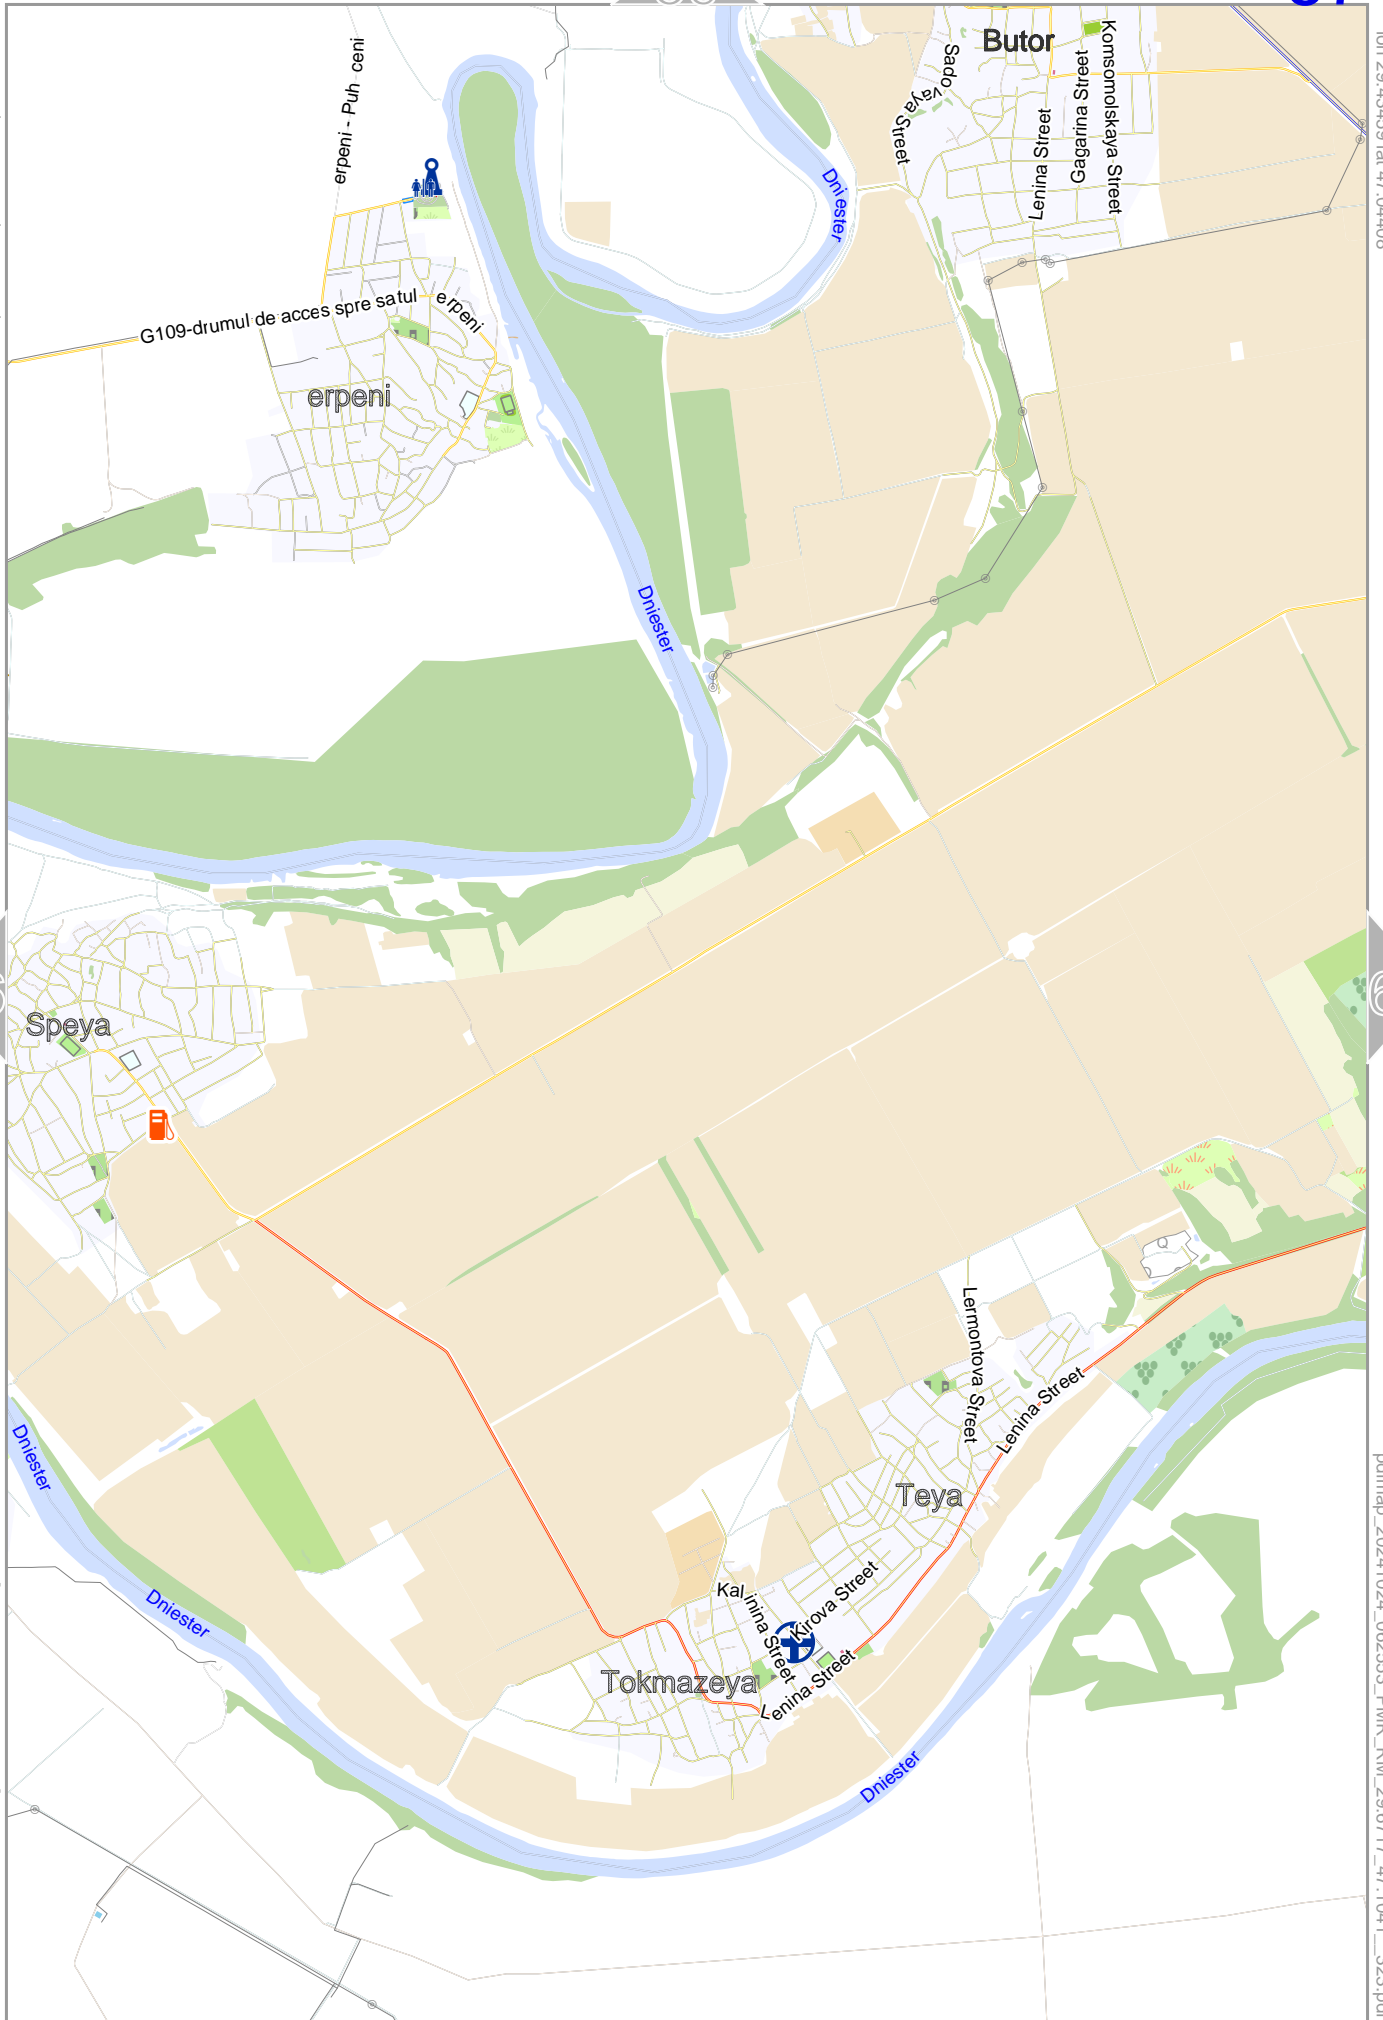 Butor
Sadovaya Street
Lenina Street
Gagarina Street
Komsomolskaya Street
erpeni - Puh ceni
Dniester
G109-drumul de acces spre satul erpeni
erpeni
Dniester
Speya
Lermontova Street
Lenina Street
Dniester
Teya
Dniester
Kalinina Street
Kirova Street
Tokmazeya
Lenina Street
Dniester